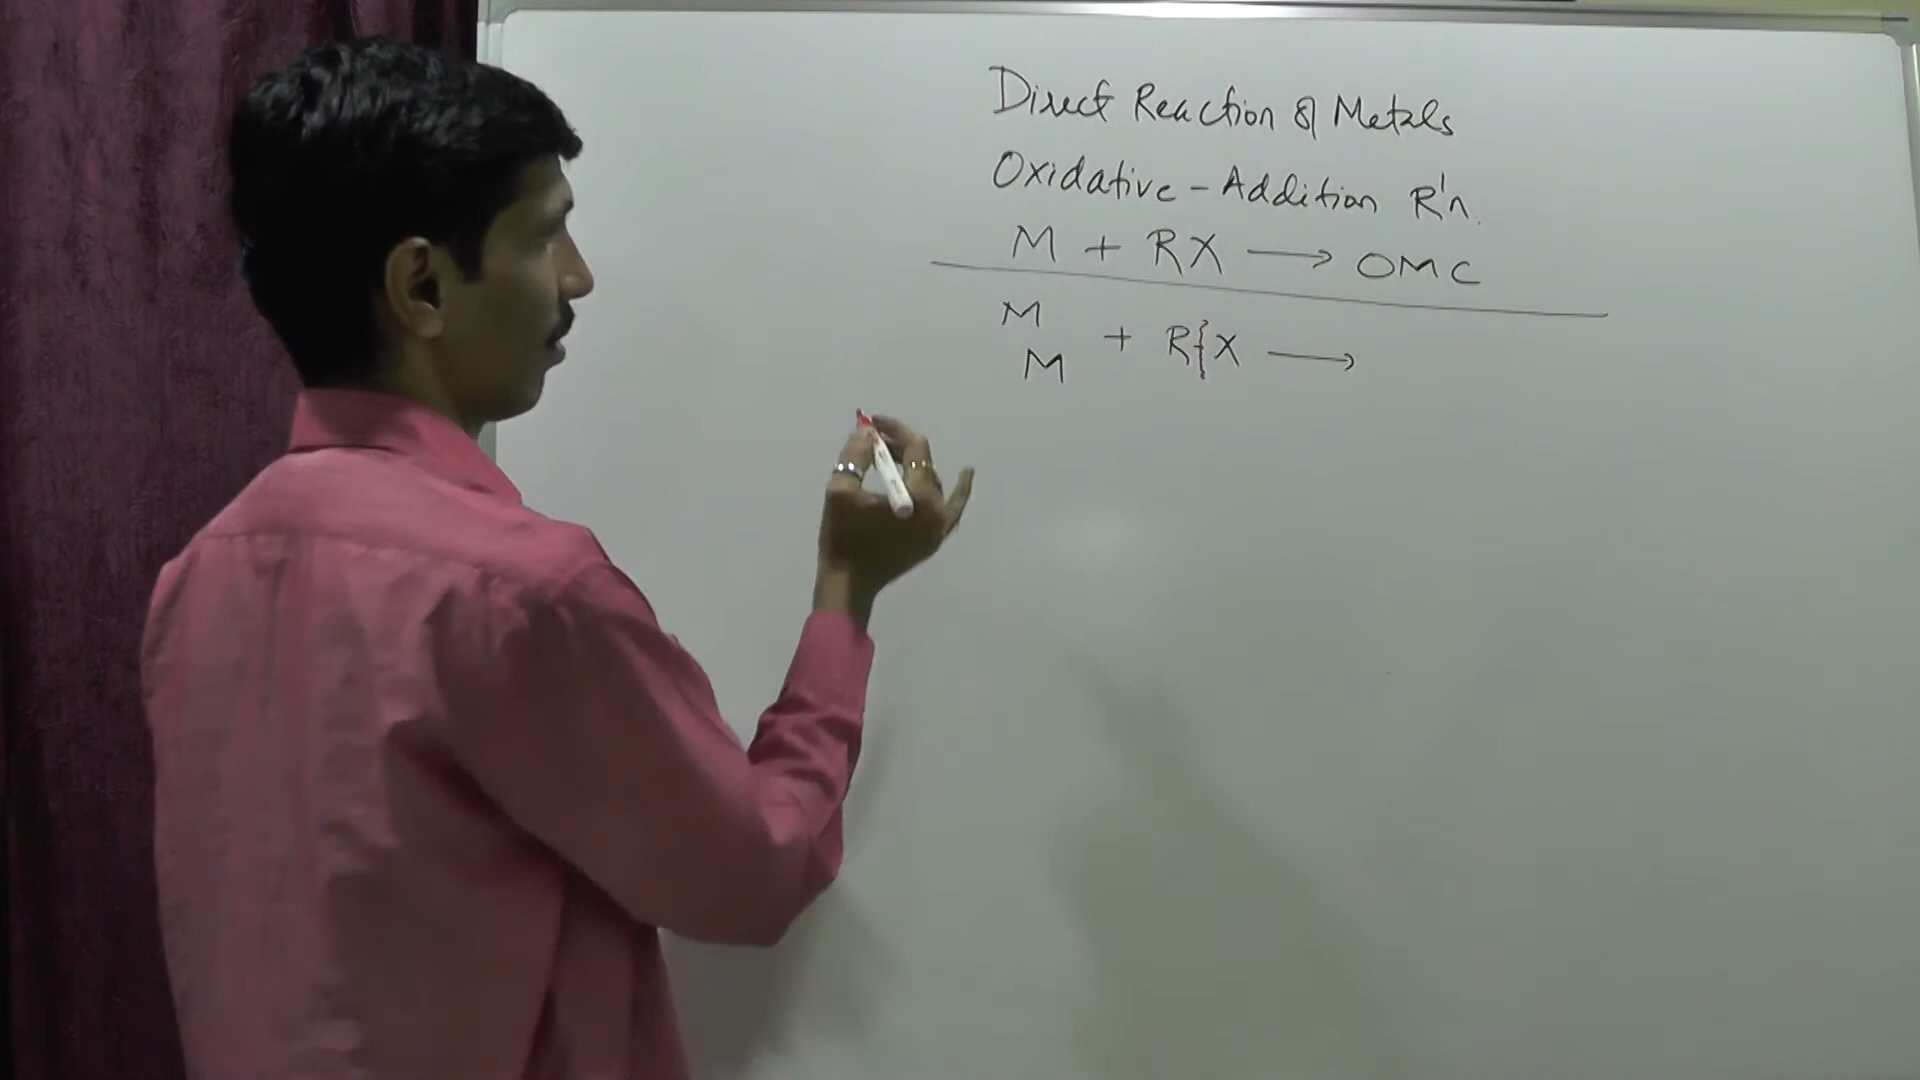 Direct Reaction of Metals
Oxidative - Addition R'n.
M + RX ⟶ OMC
M
M + R{X ⟶